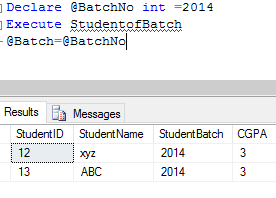 Declare @BatchNo int =2014
Execute StudentofBatch
@Batch=@BatchNo
Results Messages
StudentID StudentName StudentBatch CGPA
12 xyz 2014 3
13 ABC 2014 3